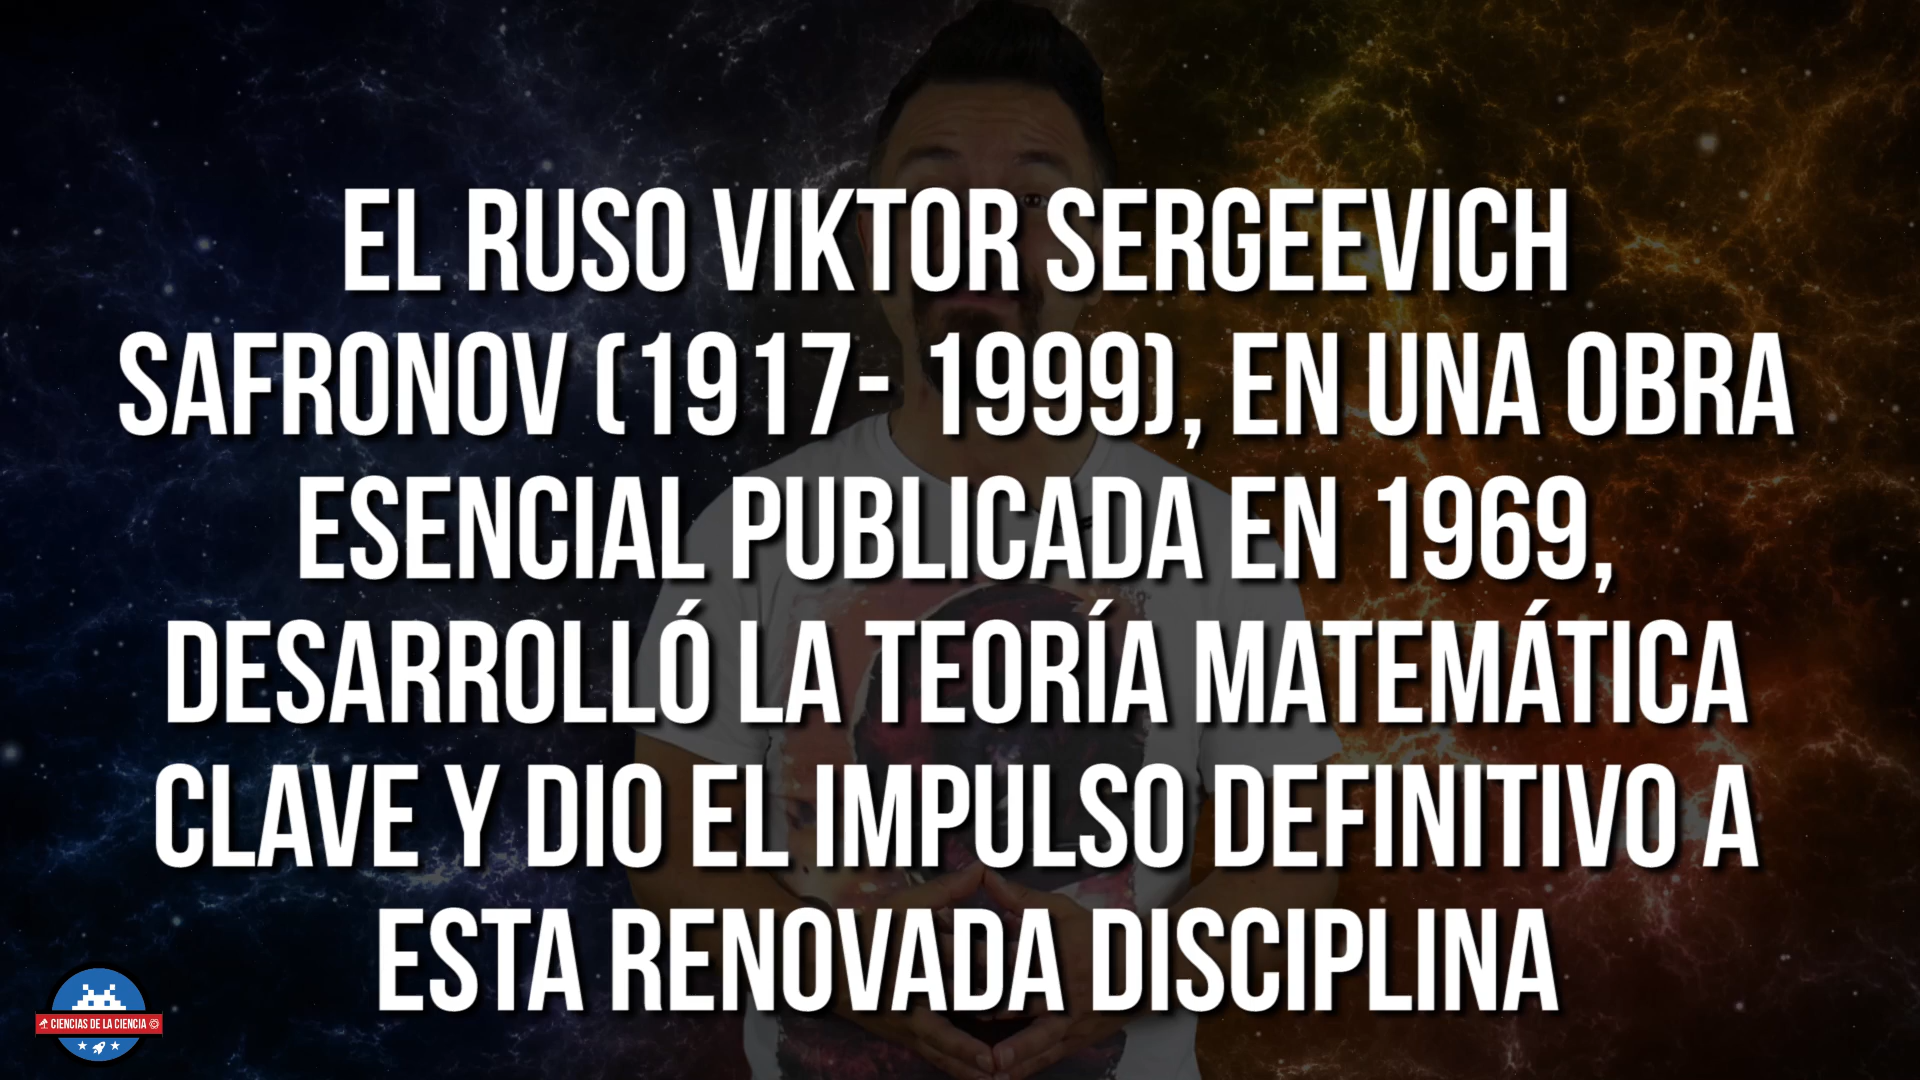 EL RUSO VIKTOR SERGEEVICH
SAFRONOV (1917- 1999), EN UNA OBRA
ESENCIAL PUBLICADA EN 1969,
DESARROLLÓ LA TEORÍA MATEMÁTICA
CLAVE Y DIO EL IMPULSO DEFINITIVO A
ESTA RENOVADA DISCIPLINA
CIENCIAS DE LA CIENCIA ©